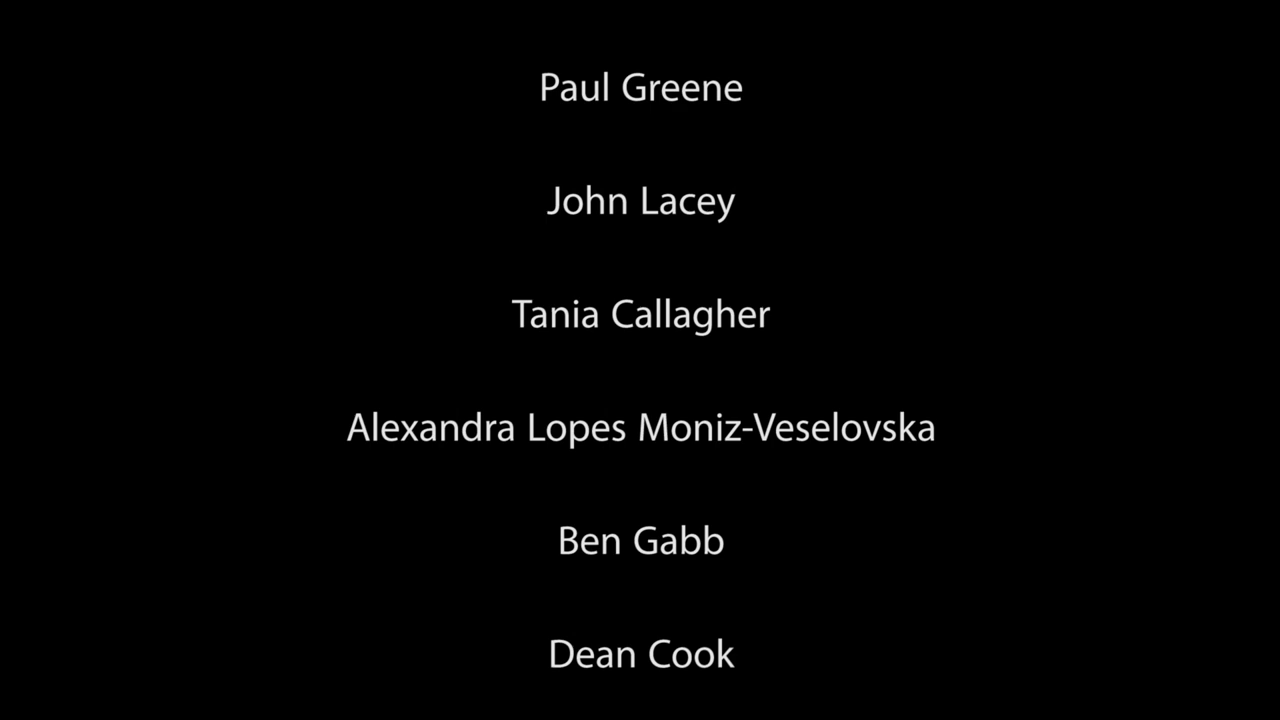 Paul Greene
John Lacey
Tania Callagher
Alexandra Lopes Moniz-Veselovska
Ben Gabb
Dean Cook